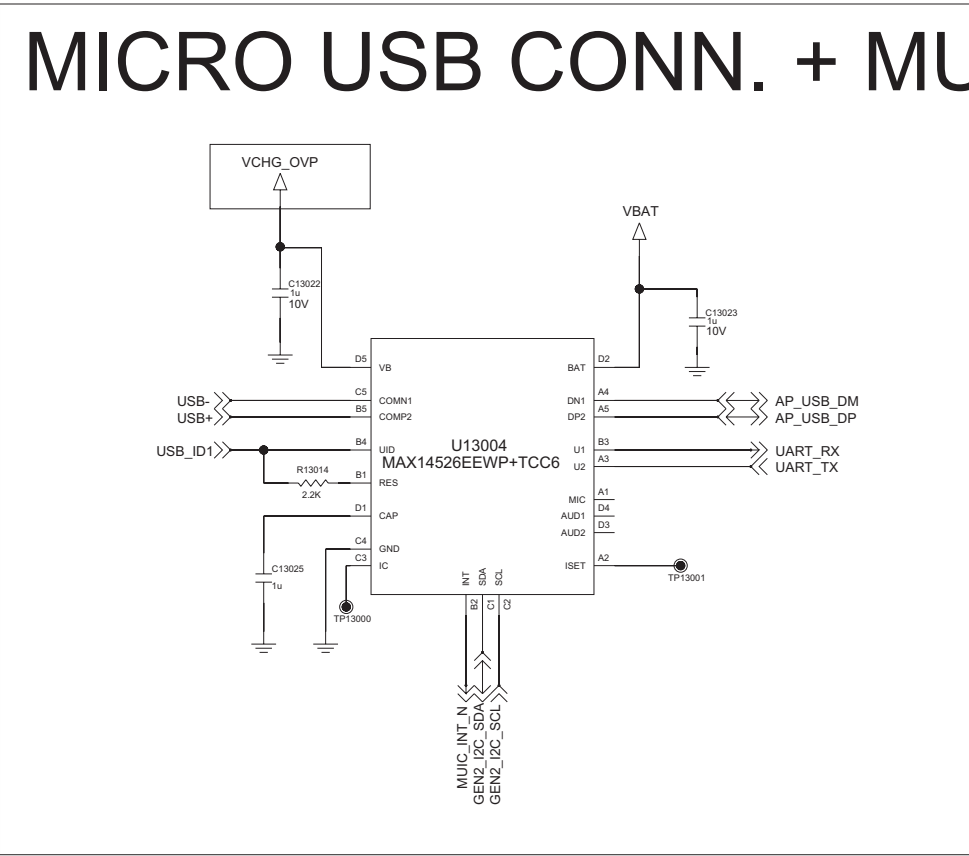 MICRO USB CONN. + MU
VCHG_OVP
VBAT
C13022
1u
10V
C13023
1u
10V
D5
VB
D2
BAT
USB-
C5
COMN1
A4
DN1
AP_USB_DM
USB+
B5
COMP2
A5
DP2
AP_USB_DP
USB_ID1
B4
UID
U13004
MAX14526EEWP+TCC6
B3
U1
UART_RX
A3
U2
UART_TX
R13014
2.2K
B1
RES
A1
MIC
D1
CAP
D4
AUD1
D3
AUD2
C4
GND
C3
IC
A2
ISET
C13025
1u
TP13000
TP13001
INT
SDA
SCL
B2
C1
C2
MUIC_INT_N
GEN2_I2C_SDA
GEN2_I2C_SCL